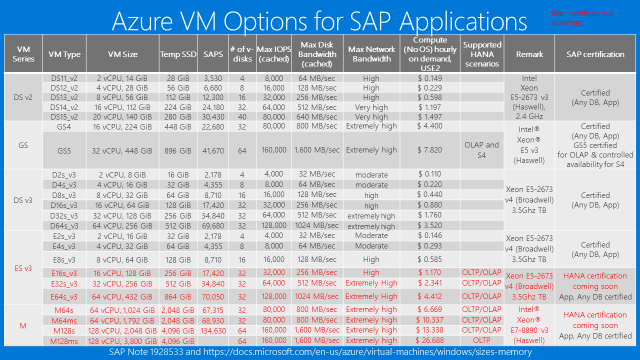 Azure VM Options for SAP Applications
VM Series VM Type VM Size Temp SSD SAPS # of v-disks Max IOPS (cached) Max Disk Bandwidth (cached) Max Network Bandwidth Compute (No OS) hourly on demand, USE2 Supported HANA scenarios Remark SAP certification
DS v2
DS11_v2 2 vCPU, 14 GiB 28 GiB 3,530 4 8,000 64 MB/sec High $ 0.149
DS12_v2 4 vCPU, 28 GiB 56 GiB 6,680 8 16,000 128 MB/sec High $ 0.229
DS13_v2 8 vCPU, 56 GiB 112 GiB 12,300 16 32,000 256 MB/sec High $ 0.598
DS14_v2 16 vCPU, 112 GiB 224 GiB 24,180 32 64,000 512 MB/sec Very high $ 1.197
DS15_v2 20 vCPU, 140 GiB 280 GiB 30,430 40 80,000 640 MB/sec Very high $ 1.497
Intel Xeon E5-2673 v3 (Haswell), 2.4 GHz
Certified (Any DB, App)
GS
GS4 16 vCPU, 224 GiB 448 GiB 22,680 32 80,000 800 MB/sec Extremely high $ 4.400
GS5 32 vCPU, 448 GiB 896 GiB 41,670 64 160,000 1,600 MB/sec Extremely high $ 7.820 OLAP and S4
Intel® Xeon® E5 v3 (Haswell)
Certified (Any DB, App) GS5 certified for OLAP & controlled availability for S4
DS v3
D2s_v3 2 vCPU, 8 GiB 16 GiB 2,178 4 4,000 32 MB/sec moderate $ 0.110
D4s_v3 4 vCPU, 16 GiB 32 GiB 4,355 8 8,000 64 MB/sec moderate $ 0.220
D8s_v3 8 vCPU, 32 GiB 64 GiB 8,710 16 16,000 128 MB/sec high $ 0.440
D16s_v3 16 vCPU, 64 GiB 128 GiB 17,420 32 32,000 256 MB/sec high $ 0.880
D32s_v3 32 vCPU, 128 GiB 256 GiB 34,840 32 64,000 512 MB/sec extremely high $ 1.760
D64s_v3 64 vCPU, 256 GiB 512 GiB 69,680 32 128,000 1024 MB/sec extremely high $ 3.520
Xeon E5-2673 v4 (Broadwell) 3.5Ghz TB
Certified (Any DB, App)
ES v3
E2s_v3 2 vCPU, 16 GiB 32 GiB 2,178 4 4,000 32 MB/sec Moderate $ 0.146
E4s_v3 4 vCPU, 32 GiB 64 GiB 4,355 8 8,000 64 MB/sec Moderate $ 0.293
E8s_v3 8 vCPU, 64 GiB 128 GiB 8,710 16 16,000 128 MB/sec High $ 0.585
Xeon E5-2673 v4 (Broadwell) 3.5Ghz TB
Certified (Any DB, App)
E16s_v3 16 vCPU, 128 GiB 256 GiB 17,420 32 32,000 256 MB/sec High $ 1.170 OLTP/OLAP
E32s_v3 32 vCPU, 256 GiB 512 GiB 34,840 32 64,000 512 MB/sec Extremely High $ 2.341 OLTP/OLAP
E64s_v3 64 vCPU, 432 GiB 864 GiB 70,050 32 128,000 1024 MB/sec Extremely High $ 4.412 OLTP/OLAP
Xeon E5-2673 v4 (Broadwell) 3.5Ghz TB
HANA certification coming soon App, Any DB certified
M
M64s 64 vCPU, 1,024 GiB 2,048 GiB 67,315 32 80,000 800 MB/sec Extremely High $ 6.669 OLTP/OLAP
M64ms 64 vCPU, 1,792 GiB 2,048 GiB 68,930 32 80,000 800 MB/sec Extremely High $ 10.337 OLTP/OLAP
M128s 128 vCPU, 2,048 GiB 4,096 GiB 134,630 64 160,000 1,600 MB/sec Extremely High $ 13.338 OLTP/OLAP
M128ms 128 vCPU, 3,800 GiB 4,096 GiB 64 160,000 1,600 MB/sec Extremely High $ 26.688 OLTP
Intel® Xeon® E7-8890 v3 (Haswell)
HANA certification coming soon App, Any DB certified
SAP Note 1928533 and https://docs.microsoft.com/en-us/azure/virtual-machines/windows/sizes-memory